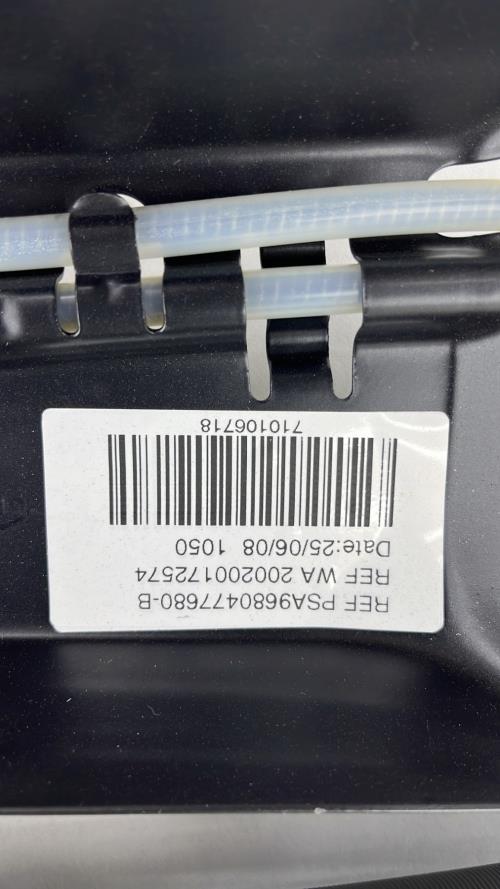 REF PSA9680477680-B
REF WA 200200172574
Date:25/06/08 1050
710106718